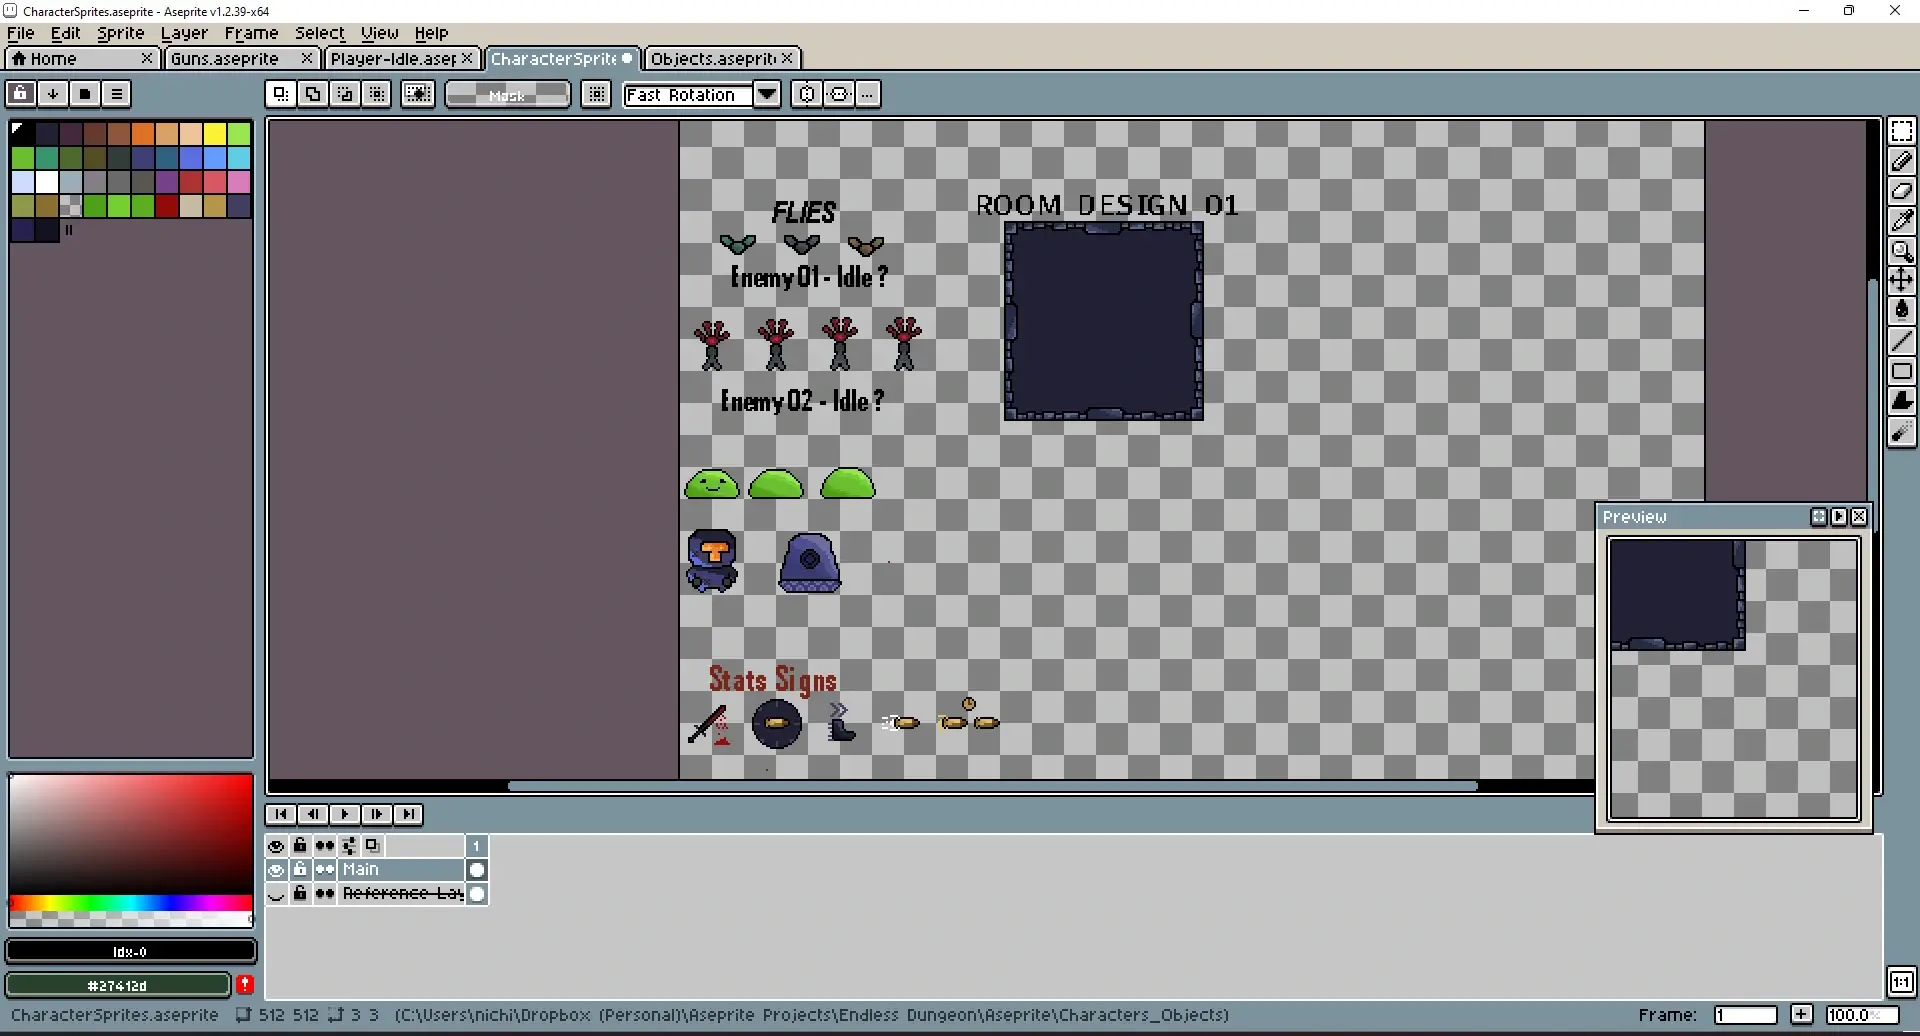 CharacterSprites.aseprite - Aseprite v1.2.39-x64
File Edit Sprite Layer Frame Select View Help
Home Guns.aseprite Player-Idle.asep CharacterSprite Objects.asepriti
Mask Fast Rotation ...
ROOM DESIGN 01
FLIES
Enemy 01 - Idle ?
Enemy 02 - Idle ?
Preview
Stats Signs
1
Main
Reference Lay
Idx-0
#27412d
1:1
CharacterSprites.aseprite 512 512 3 3 (C:\Users\nichi\Dropbox (Personal)\Aseprite Projects\Endless Dungeon\Aseprite\Characters_Objects) Frame: 1 + 100.0